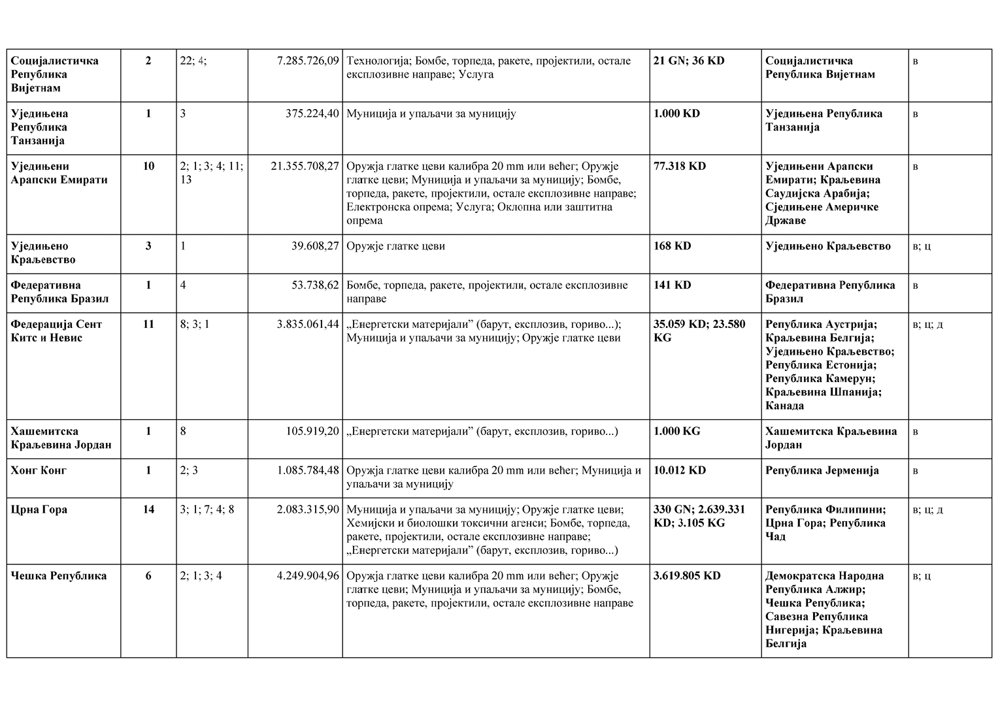 Социјалистичка
Република
Вијетнам
2
22; 4;
7.285.726,09
Технологија; Бомбе, торпеда, ракете, пројектили, остале
експлозивне направе; Услуга
21 GN; 36 KD
Социјалистичка
Република Вијетнам
в
Уједињена
Република
Танзанија
1
3
375.224,40
Муниција и упаљачи за муницију
1.000 KD
Уједињена Република
Танзанија
в
Уједињени
Арапски Емирати
10
2; 1; 3; 4; 11;
13
21.355.708,27
Оружја глатке цеви калибра 20 mm или већег; Оружје
глатке цеви; Муниција и упаљачи за муницију; Бомбе,
торпеда, ракете, пројектили, остале експлозивне направе;
Електронска опрема; Услуга; Оклопна или заштитна
опрема
77.318 KD
Уједињени Арапски
Емирати; Краљевина
Саудијска Арабија;
Сједињене Америчке
Државе
в
Уједињено
Краљевство
3
1
39.608,27
Оружје глатке цеви
168 KD
Уједињено Краљевство
в; ц
Федеративна
Република Бразил
1
4
53.738,62
Бомбе, торпеда, ракете, пројектили, остале експлозивне
направе
141 KD
Федеративна Република
Бразил
в
Федерација Сент
Китс и Невис
11
8; 3; 1
3.835.061,44
„Енергетски материјали” (барут, експлозив, гориво...);
Муниција и упаљачи за муницију; Оружје глатке цеви
35.059 KD; 23.580
KG
Република Аустрија;
Краљевина Белгија;
Уједињено Краљевство;
Република Естонија;
Република Камерун;
Краљевина Шпанија;
Канада
в; ц; д
Хашемитска
Краљевина Јордан
1
8
105.919,20
„Енергетски материјали” (барут, експлозив, гориво...)
1.000 KG
Хашемитска Краљевина
Јордан
в
Хонг Конг
1
2; 3
1.085.784,48
Оружја глатке цеви калибра 20 mm или већег; Муниција и
упаљачи за муницију
10.012 KD
Република Јерменија
в
Црна Гора
14
3; 1; 7; 4; 8
2.083.315,90
Муниција и упаљачи за муницију; Оружје глатке цеви;
Хемијски и биолошки токсични агенси; Бомбе, торпеда,
ракете, пројектили, остале експлозивне направе;
„Енергетски материјали” (барут, експлозив, гориво...)
330 GN; 2.639.331
KD; 3.105 KG
Република Филипини;
Црна Гора; Република
Чад
в; ц; д
Чешка Република
6
2; 1; 3; 4
4.249.904,96
Оружја глатке цеви калибра 20 mm или већег; Оружје
глатке цеви; Муниција и упаљачи за муницију; Бомбе,
торпеда, ракете, пројектили, остале експлозивне направе
3.619.805 KD
Демократска Народна
Република Алжир;
Чешка Република;
Савезна Република
Нигерија; Краљевина
Белгија
в; ц